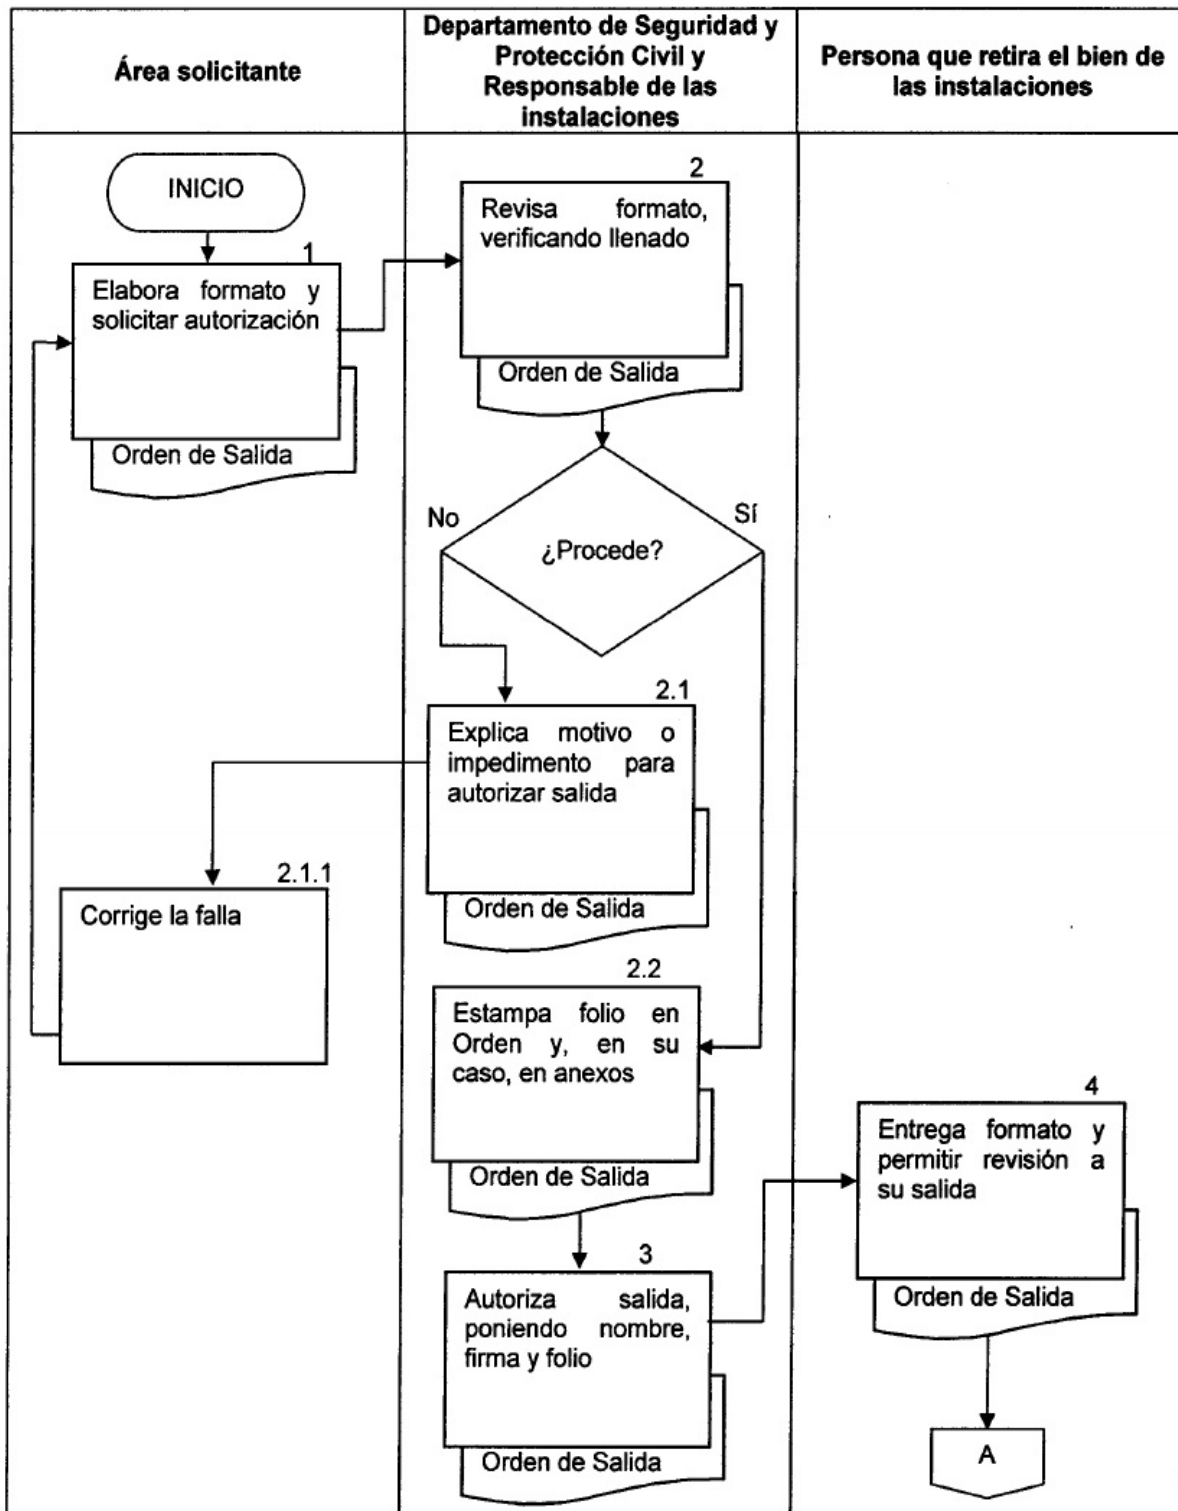 Área solicitante
Departamento de Seguridad y
Protección Civil y
Responsable de las
instalaciones
Persona que retira el bien de
las instalaciones
INICIO
1
Elabora formato y
solicitar autorización
Orden de Salida
2
Revisa formato,
verificando llenado
Orden de Salida
¿Procede?
No
Sí
2.1
Explica motivo o
impedimento para
autorizar salida
Orden de Salida
2.1.1
Corrige la falla
2.2
Estampa folio en
Orden y, en su
caso, en anexos
Orden de Salida
3
Autoriza salida,
poniendo nombre,
firma y folio
Orden de Salida
4
Entrega formato y
permitir revisión a
su salida
Orden de Salida
A